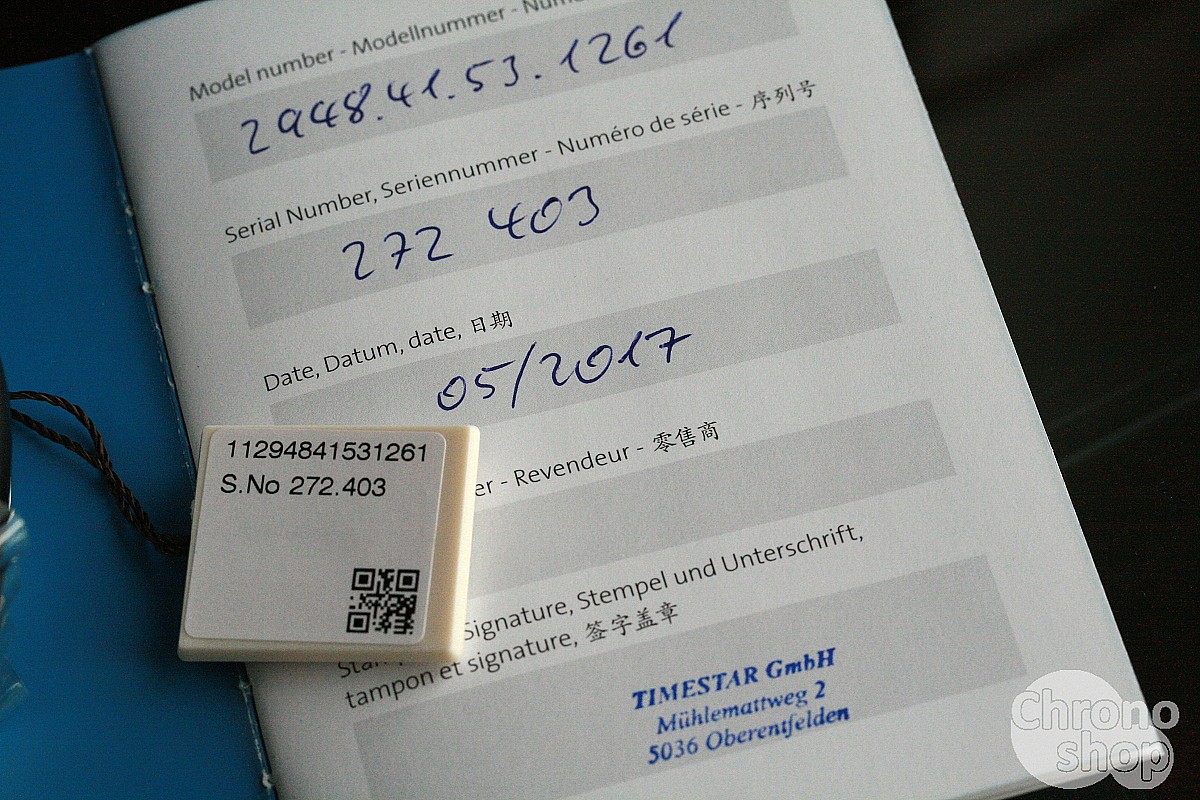 Model number - Modellnummer -
2948.41.53.1261
Serial Number, Seriennummer - Numéro de série - 序列号
272 403
Date, Datum, date, 日期
05/2017
er - Revendeur - 零售商
11294841531261
S.No 272.403
Signature, Stempel und Unterschrift,
tampon et signature, 签字盖章
TIMESTAR GmbH
Mühlemattweg 2
5036 Oberentfelden
Chrono
shop